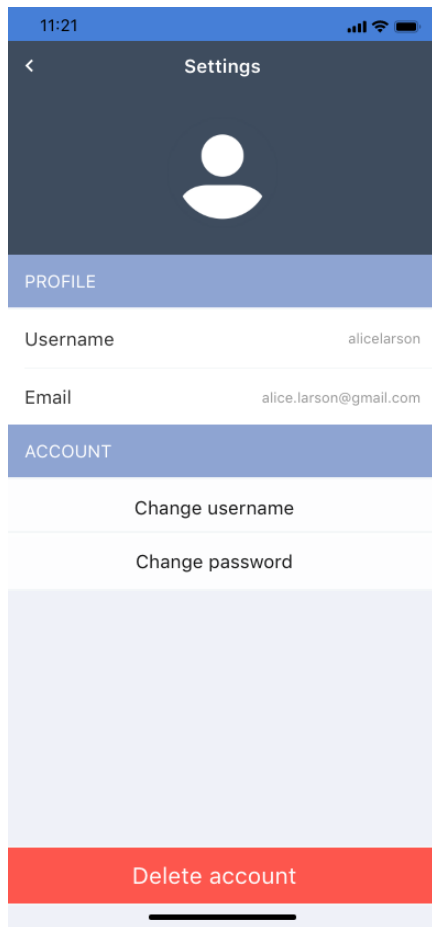 11:21
Settings
PROFILE
Username alicelarson
Email alice.larson@gmail.com
ACCOUNT
Change username
Change password
Delete account